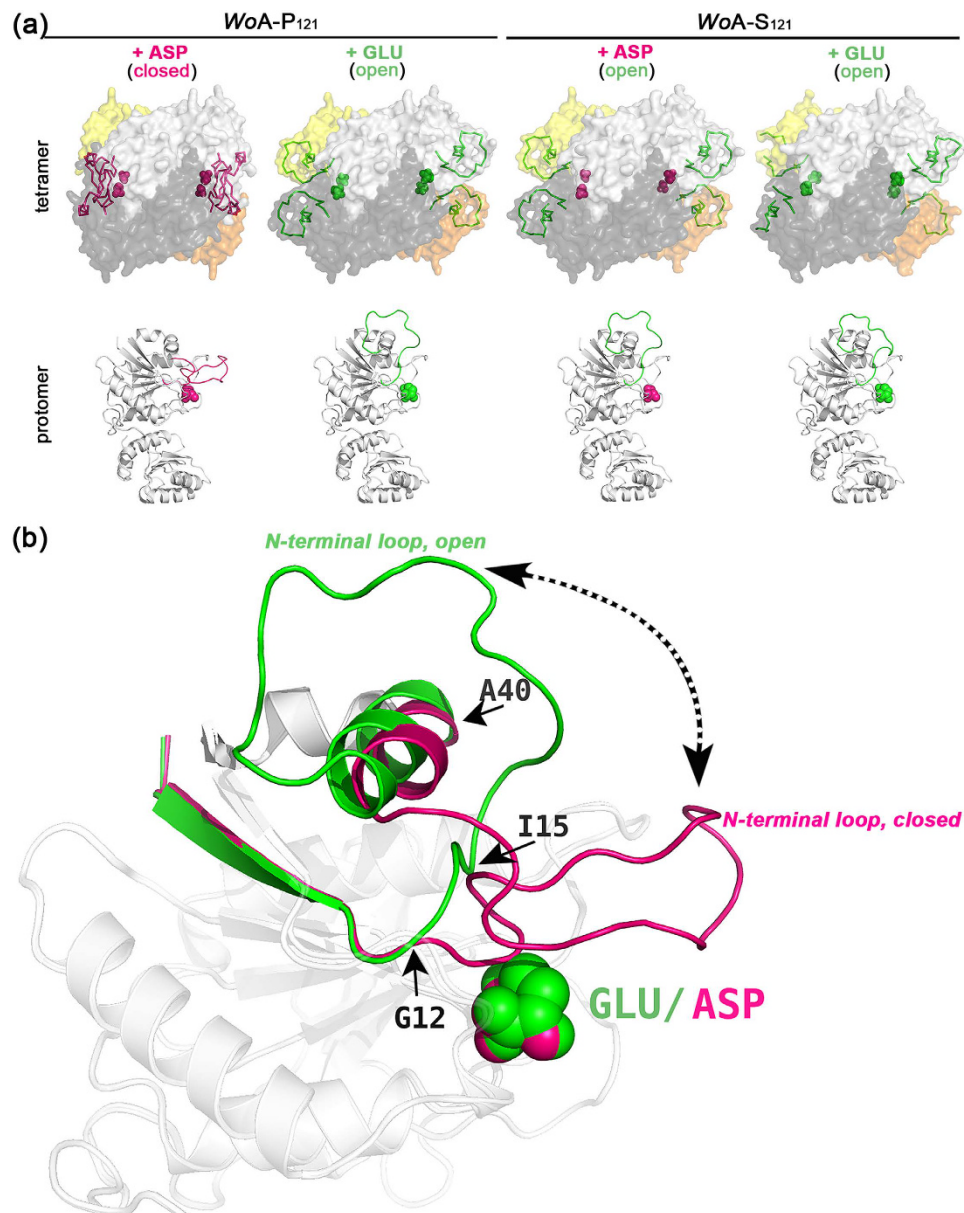 (a)
WoA-P121 WoA-S121
+ ASP + GLU + ASP + GLU
(closed) (open) (open) (open)
tetramer
protomer
(b)
N-terminal loop, open
A40
I15
N-terminal loop, closed
G12
GLU/ASP